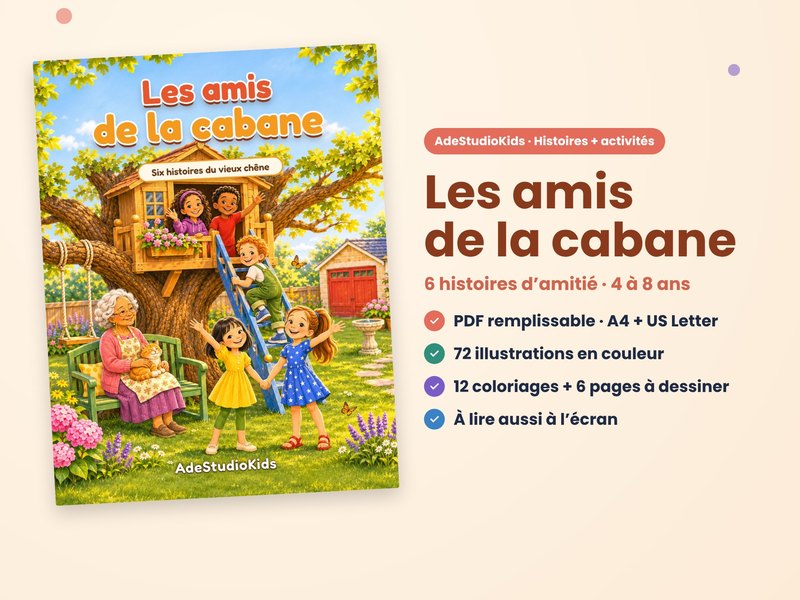 Les amis
de la cabane
Six histoires du vieux chêne
AdeStudioKids
AdeStudioKids · Histoires + activités
Les amis
de la cabane
6 histoires d’amitié · 4 à 8 ans
PDF remplissable · A4 + US Letter
72 illustrations en couleur
12 coloriages + 6 pages à dessiner
À lire aussi à l’écran